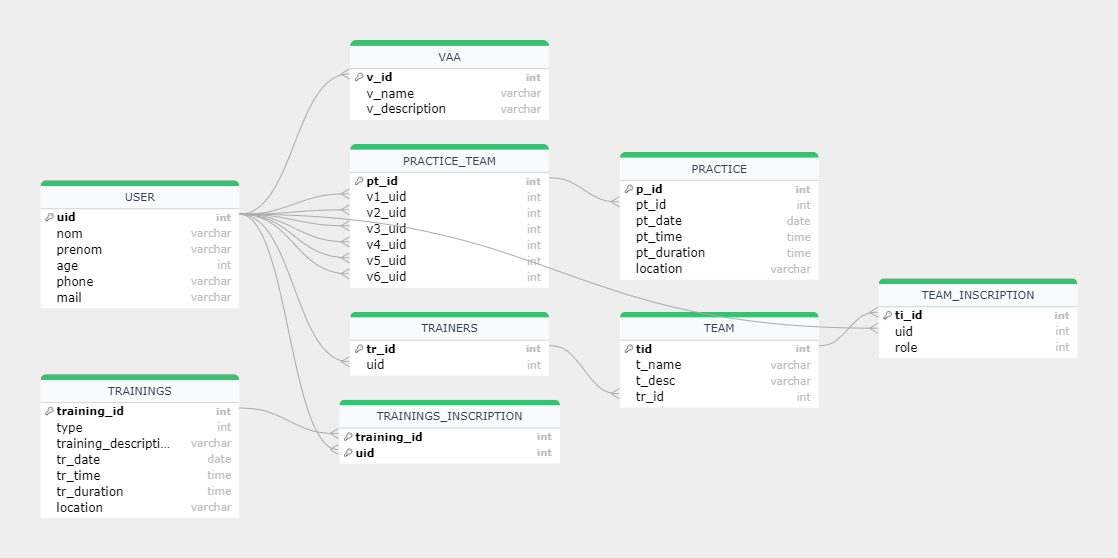 VAA
v_id int
v_name varchar
v_description varchar
PRACTICE_TEAM
pt_id int
v1_uid int
v2_uid int
v3_uid int
v4_uid int
v5_uid int
v6_uid int
PRACTICE
p_id int
pt_id int
pt_date date
pt_time time
pt_duration time
location varchar
USER
uid int
nom varchar
prenom varchar
age int
phone varchar
mail varchar
TEAM_INSCRIPTION
ti_id int
uid int
role int
TRAINERS
tr_id int
uid int
TEAM
tid int
t_name varchar
t_desc varchar
tr_id int
TRAININGS
training_id int
type int
training_descripti... varchar
tr_date date
tr_time time
tr_duration time
location varchar
TRAININGS_INSCRIPTION
training_id int
uid int